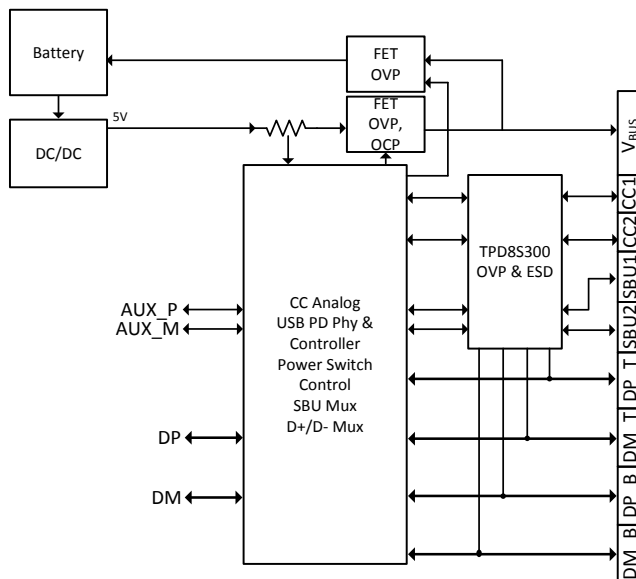 Battery
FET
OVP
5V
DC/DC
FET
OVP,
OCP
VBUS
CC1
CC2
SBU1
SBU2
TPD8S300
OVP & ESD
AUX_P
AUX_M
CC Analog
USB PD Phy &
Controller
Power Switch
Control
SBU Mux
D+/D- Mux
DP
DM
DP_T
DM_T
DP_B
DM_B